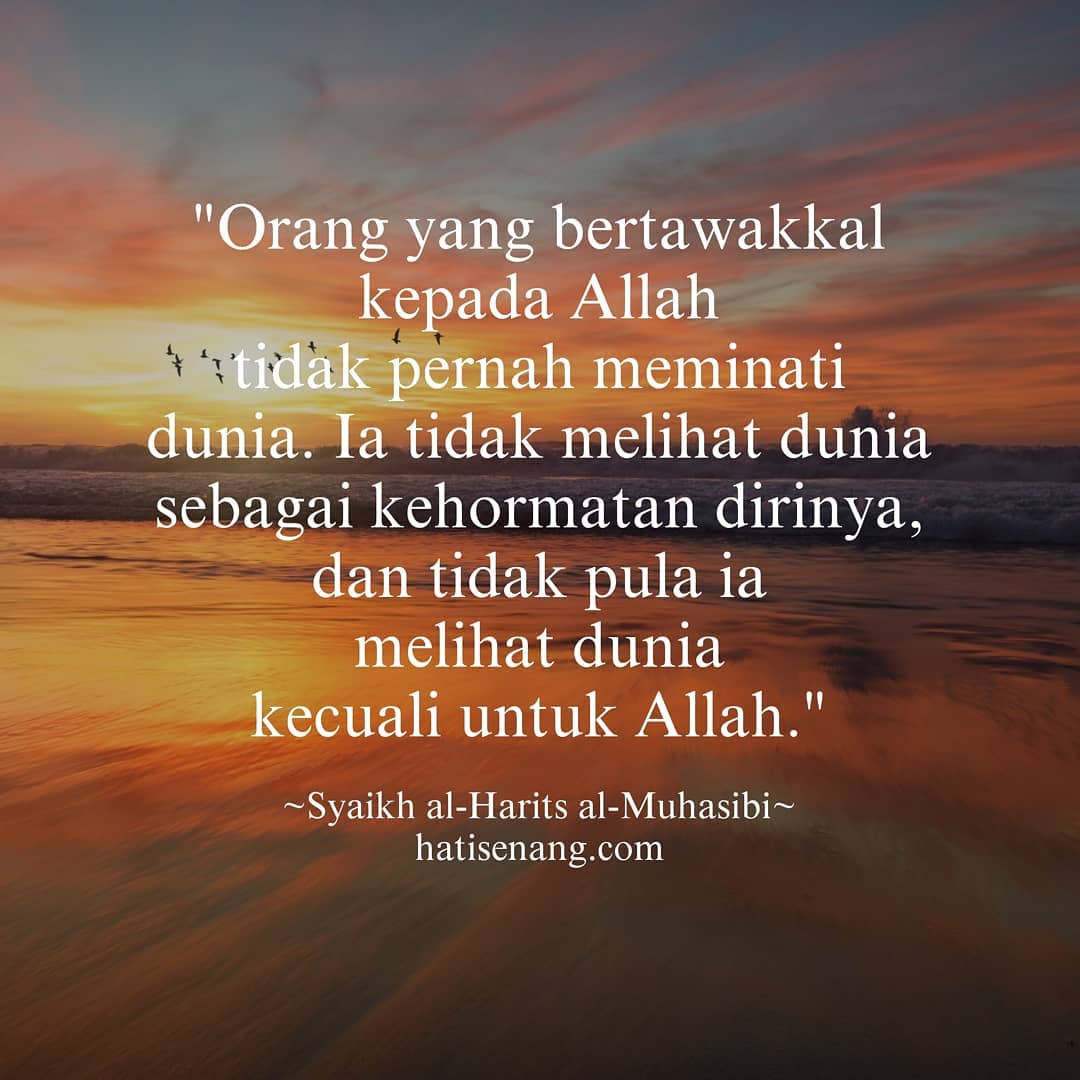 "Orang yang bertawakkal
kepada Allah
tidak pernah meminati
dunia. Ia tidak melihat dunia
sebagai kehormatan dirinya,
dan tidak pula ia
melihat dunia
kecuali untuk Allah."
~Syaikh al-Harits al-Muhasibi~
hatisenang.com